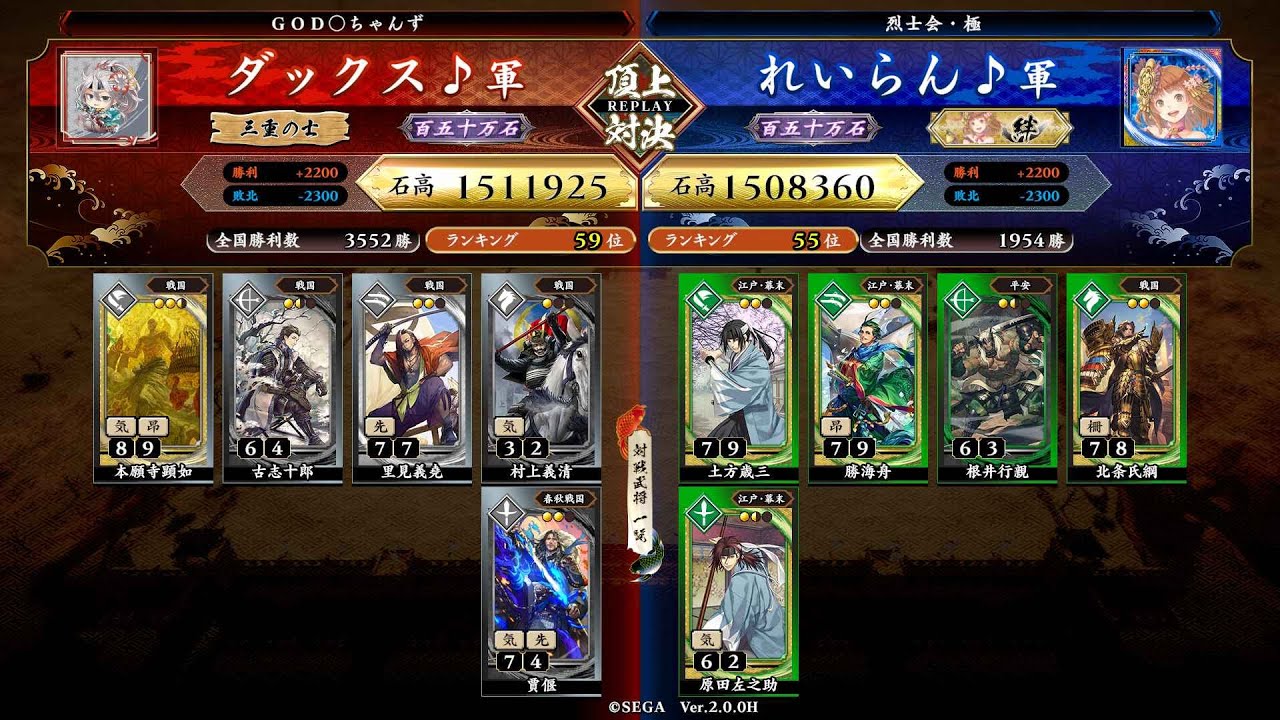 GOD〇ちゃんず
烈士会・極
ダックス♪軍
頂上
REPLAY
対決
れいらん♪軍
三重の士
百五十万石
百五十万石
絆
勝利 +2200
敗北 -2300
石高 1511925
石高 1508360
勝利 +2200
敗北 -2300
全国勝利数 3552勝
ランキング 59位
ランキング 55位
全国勝利数 1954勝
戦国
戦国
戦国
戦国
江戸・幕末
江戸・幕末
平安
戦国
気 昂
先
気
昂
柵
8 9
6 4
7 7
3 2
7 9
7 9
6 3
7 8
本願寺顕如
古志十郎
里見義堯
村上義清
土方歳三
勝海舟
根井行親
北条氏綱
対戦武将一覧
春秋戦国
江戸・幕末
気 先
気
7 4
6 2
賈偃
原田左之助
©SEGA Ver.2.0.0H